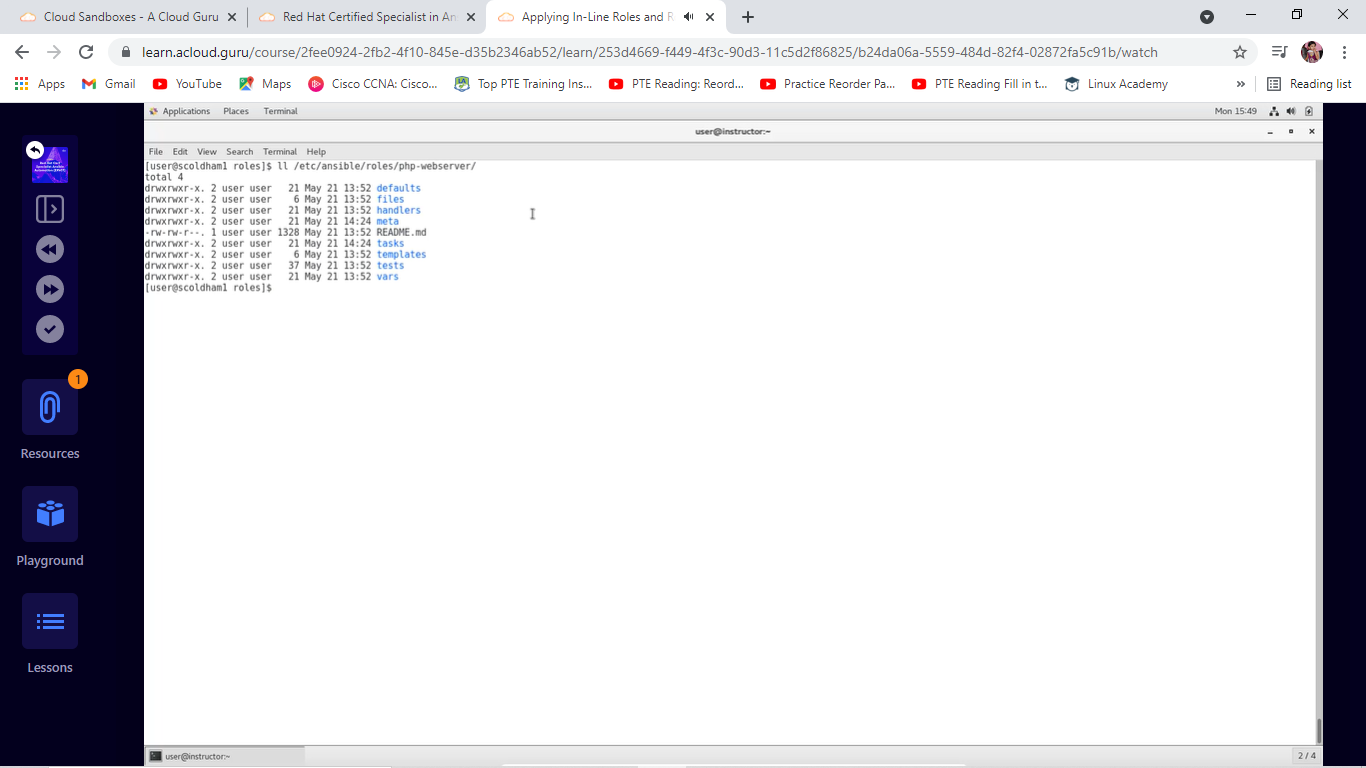 Cloud Sandboxes - A Cloud Guru
Red Hat Certified Specialist in An
Applying In-Line Roles and R
learn.acloud.guru/course/2fee0924-2fb2-4f10-845e-d35b2346ab52/learn/253d4669-f449-4f3c-90d3-11c5d2f86825/b24da06a-5559-484d-82f4-02872fa5c91b/watch
Apps Gmail YouTube Maps Cisco CCNA: Cisco... Top PTE Training Ins... PTE Reading: Reord... Practice Reorder Pa... PTE Reading Fill in t... Linux Academy » Reading list
Applications Places Terminal Mon 15:49
user@instructor:~
File Edit View Search Terminal Help
[user@scoldham1 roles]$ ll /etc/ansible/roles/php-webserver/
total 4
drwxrwxr-x. 2 user user   21 May 21 13:52 defaults
drwxrwxr-x. 2 user user    6 May 21 13:52 files
drwxrwxr-x. 2 user user   21 May 21 13:52 handlers
drwxrwxr-x. 2 user user   21 May 21 14:24 meta
-rw-rw-r--. 1 user user 1328 May 21 13:52 README.md
drwxrwxr-x. 2 user user   21 May 21 14:24 tasks
drwxrwxr-x. 2 user user    6 May 21 13:52 templates
drwxrwxr-x. 2 user user   37 May 21 13:52 tests
drwxrwxr-x. 2 user user   21 May 21 13:52 vars
[user@scoldham1 roles]$
1
Resources
Playground
Lessons
user@instructor:~
2 / 4